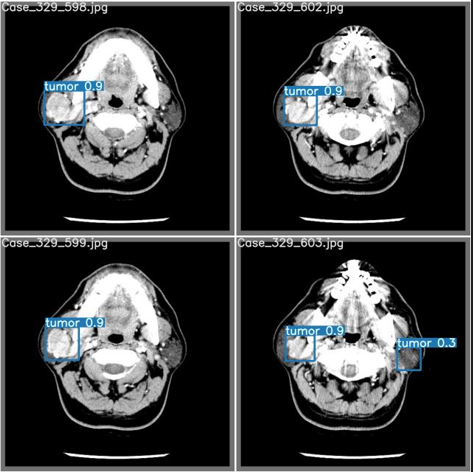 Case_329_598.jpg
tumor 0.9
Case_329_602.jpg
tumor 0.9
Case_329_599.jpg
tumor 0.9
Case_329_603.jpg
tumor 0.9
tumor 0.3